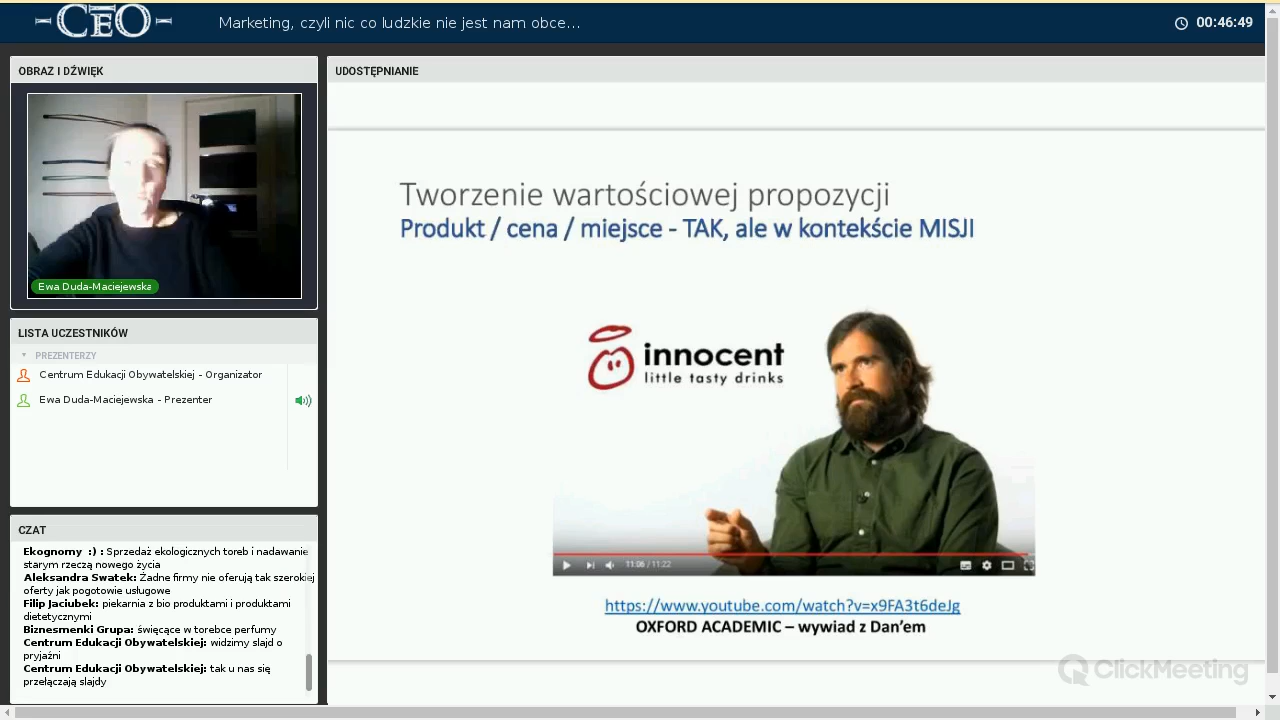 CEO
Marketing, czyli nic co ludzkie nie jest nam obce...
00:46:49
OBRAZ I DŹWIĘK
Ewa Duda-Maciejewska
LISTA UCZESTNIKÓW
PREZENTERZY
Centrum Edukacji Obywatelskiej - Organizator
Ewa Duda-Maciejewska - Prezenter
CZAT
Ekognomy :) : Sprzedaż ekologicznych toreb i nadawanie
starym rzeczą nowego życia
Aleksandra Swatek: Żadne firmy nie oferują tak szerokiej
oferty jak pogotowie usługowe
Filip Jaciubek: piekarnia z bio produktami i produktami
dietetycznymi
Biznesmenki Grupa: święcące w torebce perfumy
Centrum Edukacji Obywatelskiej: widzimy slajd o
pryjaźni
Centrum Edukacji Obywatelskiej: tak u nas się
przełączają slajdy
UDOSTĘPNIANIE
Tworzenie wartościowej propozycji
Produkt / cena / miejsce - TAK, ale w kontekście MISJI
innocent
little tasty drinks
11:06 / 11:22
https://www.youtube.com/watch?v=x9FA3t6deJg
OXFORD ACADEMIC – wywiad z Dan'em
ClickMeeting